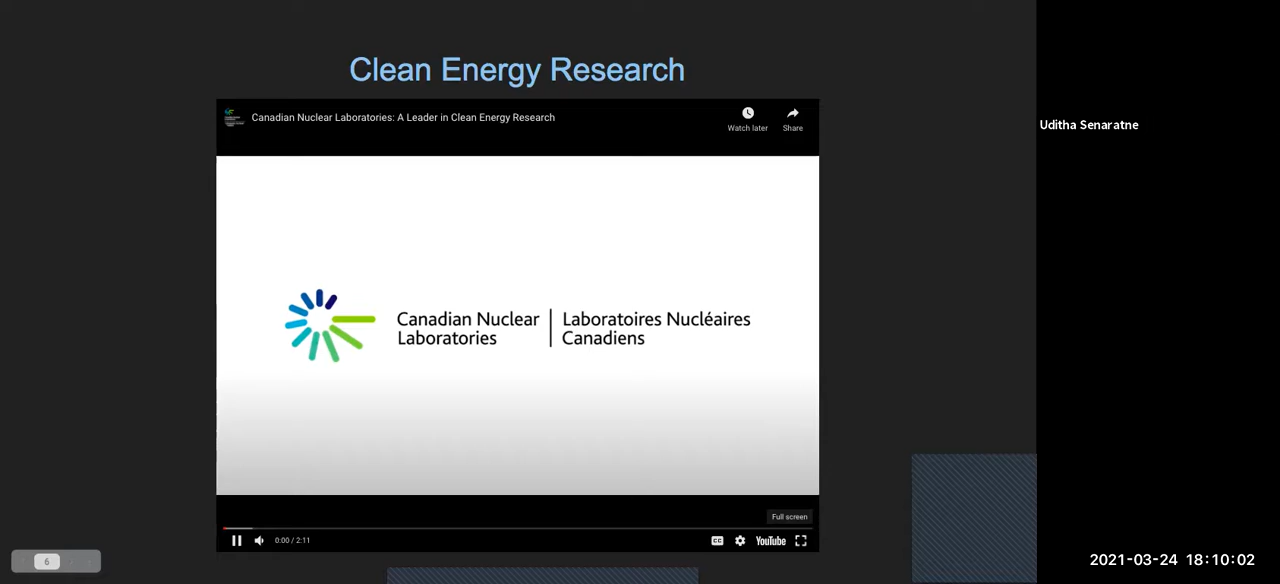 Clean Energy Research
Canadian Nuclear Laboratories: A Leader in Clean Energy Research
Watch later
Share
Uditha Senaratne
Canadian Nuclear
Laboratories
Laboratoires Nucléaires
Canadiens
Full screen
0:00 / 2:11
CC
YouTube
6
2021-03-24 18:10:02